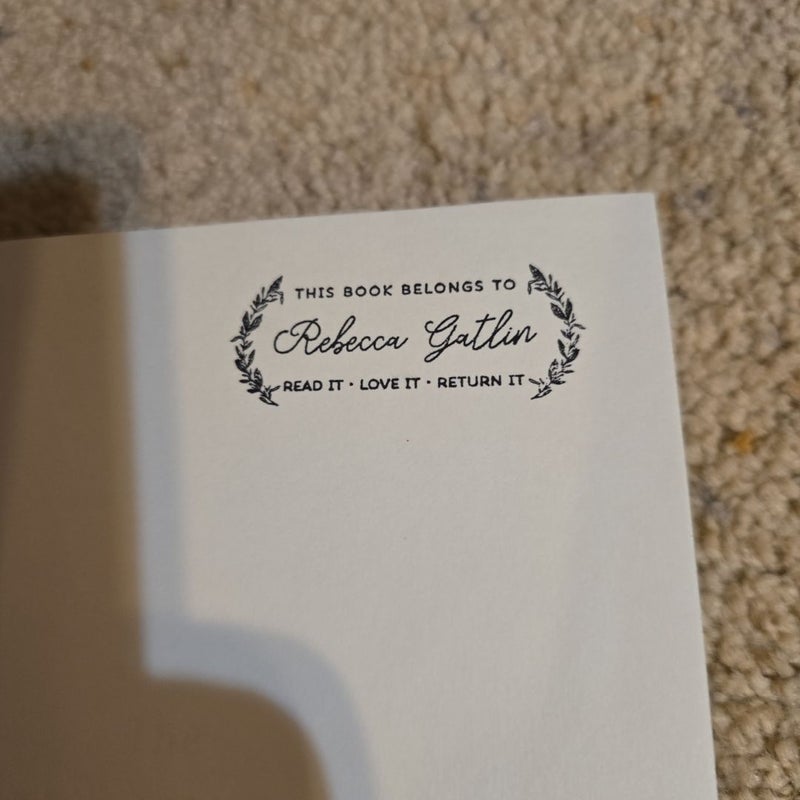 THIS BOOK BELONGS TO
Rebecca Gatlin
READ IT • LOVE IT • RETURN IT